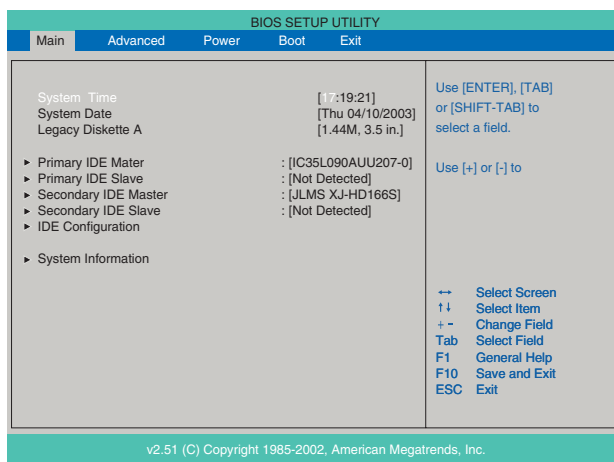 BIOS SETUP UTILITY
Main Advanced Power Boot Exit
System Time [17:19:21]
System Date [Thu 04/10/2003]
Legacy Diskette A [1.44M, 3.5 in.]
► Primary IDE Mater : [IC35L090AUU207-0]
► Primary IDE Slave : [Not Detected]
► Secondary IDE Master : [JLMS XJ-HD166S]
► Secondary IDE Slave : [Not Detected]
► IDE Configuration
► System Information
Use [ENTER], [TAB]
or [SHIFT-TAB] to
select a field.
Use [+] or [-] to
↔ Select Screen
↑↓ Select Item
+ - Change Field
Tab Select Field
F1 General Help
F10 Save and Exit
ESC Exit
v2.51 (C) Copyright 1985-2002, American Megatrends, Inc.